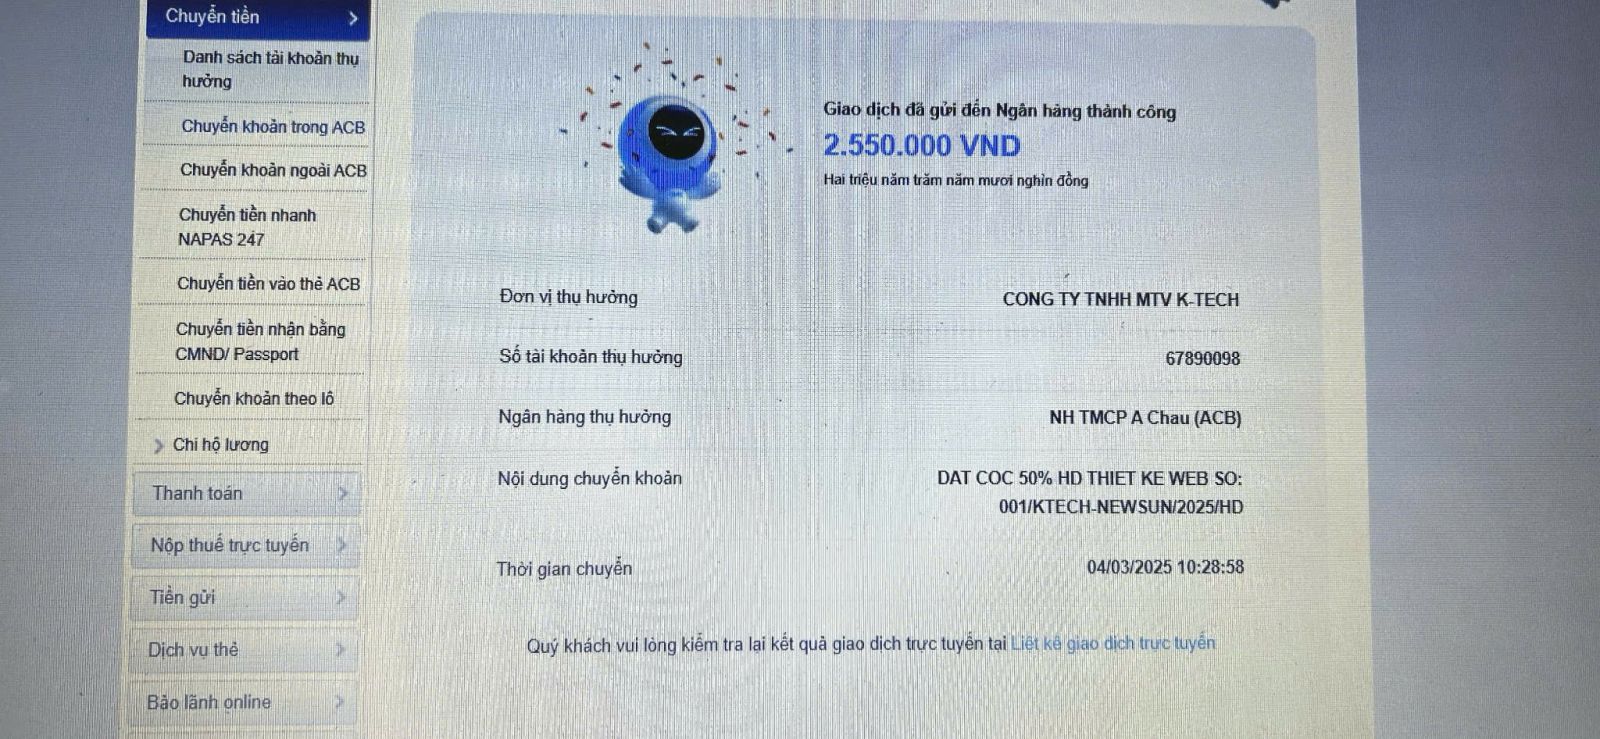 Chuyển tiền
Danh sách tài khoản thụ
hưởng
Chuyển khoản trong ACB
Chuyển khoản ngoài ACB
Chuyển tiền nhanh
NAPAS 247
Chuyển tiền vào thẻ ACB
Chuyển tiền nhận bằng
CMND/ Passport
Chuyển khoản theo lô
Chi hộ lương
Thanh toán
Nộp thuế trực tuyến
Tiền gửi
Dịch vụ thẻ
Bảo lãnh online
Giao dịch đã gửi đến Ngân hàng thành công
2.550.000 VND
Hai triệu năm trăm năm mươi nghìn đồng
Đơn vị thụ hưởng
CONG TY TNHH MTV K-TECH
Số tài khoản thụ hưởng
67890098
Ngân hàng thụ hưởng
NH TMCP A Chau (ACB)
Nội dung chuyển khoản
DAT COC 50% HD THIET KE WEB SO:
001/KTECH-NEWSUN/2025/HD
Thời gian chuyển
04/03/2025 10:28:58
Quý khách vui lòng kiểm tra lại kết quả giao dịch trực tuyến tại Liệt kê giao dịch trực tuyến